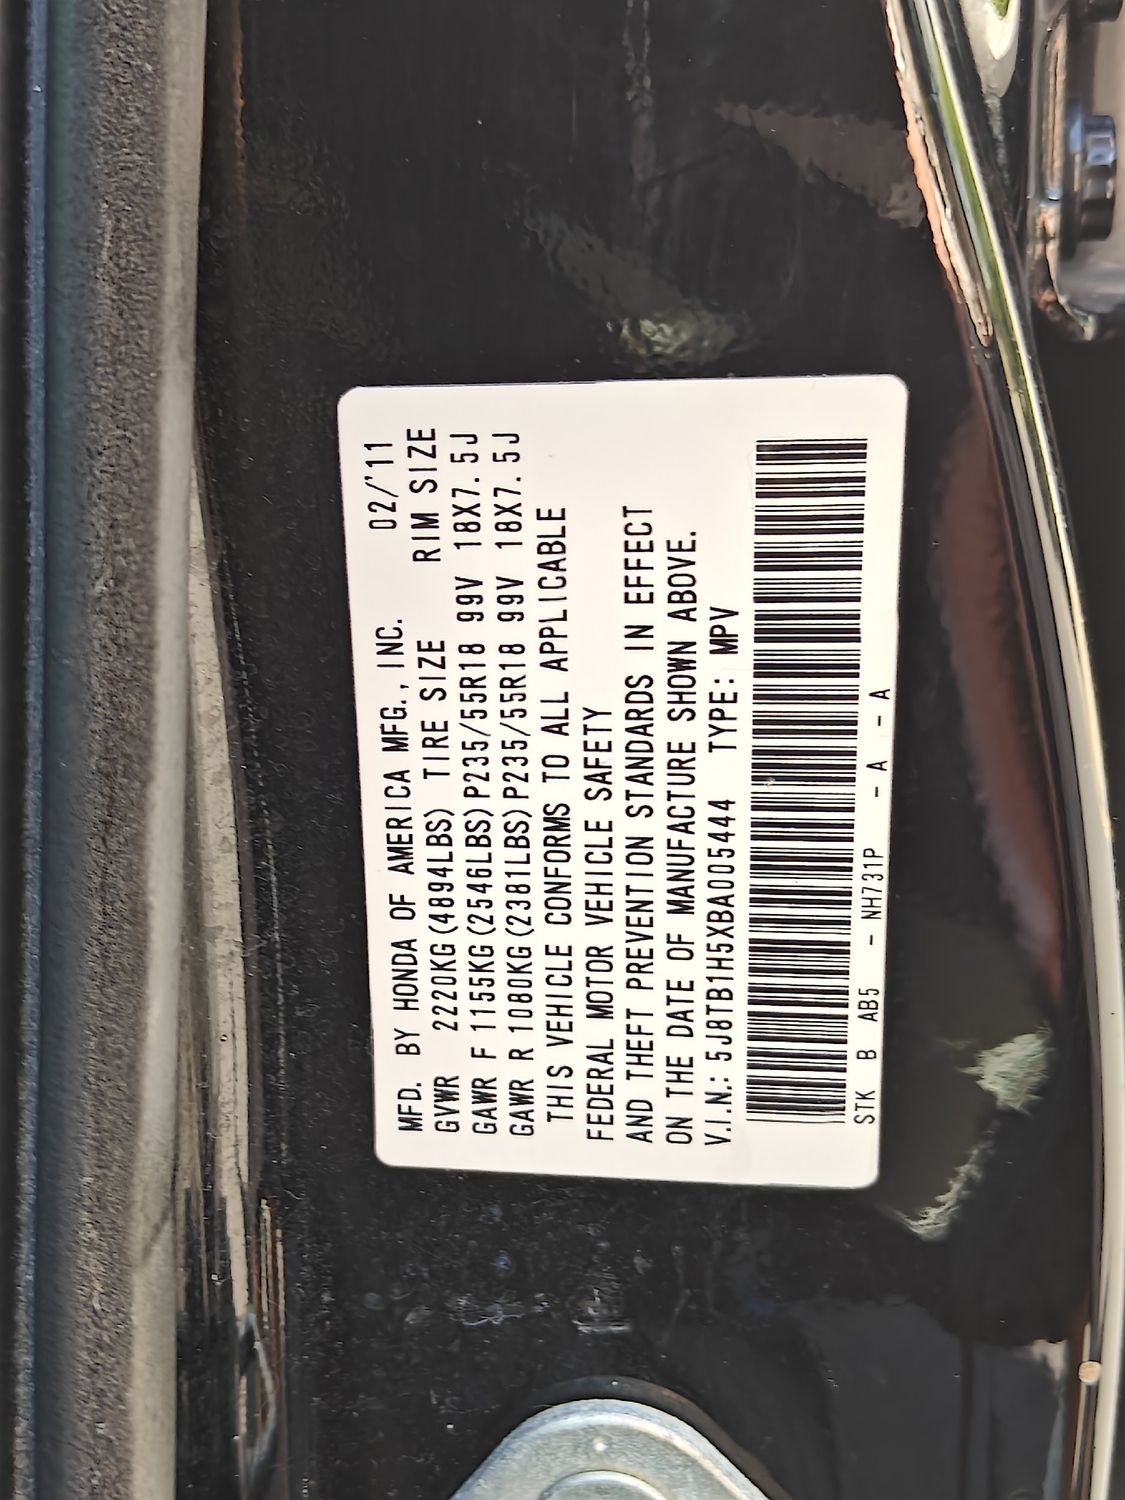 MFD. BY HONDA OF AMERICA MFG., INC. 02/'11
GVWR 2220KG(4894LBS) TIRE SIZE RIM SIZE
GAWR F 1155KG(2546LBS)P235/55R18 99V 18X7.5J
GAWR R 1080KG(2381LBS)P235/55R18 99V 18X7.5J
THIS VEHICLE CONFORMS TO ALL APPLICABLE
FEDERAL MOTOR VEHICLE SAFETY
AND THEFT PREVENTION STANDARDS IN EFFECT
ON THE DATE OF MANUFACTURE SHOWN ABOVE.
V.I.N.: 5J8TB1H5XBA005444 TYPE: MPV
STK B AB5 - NH731P - A - A